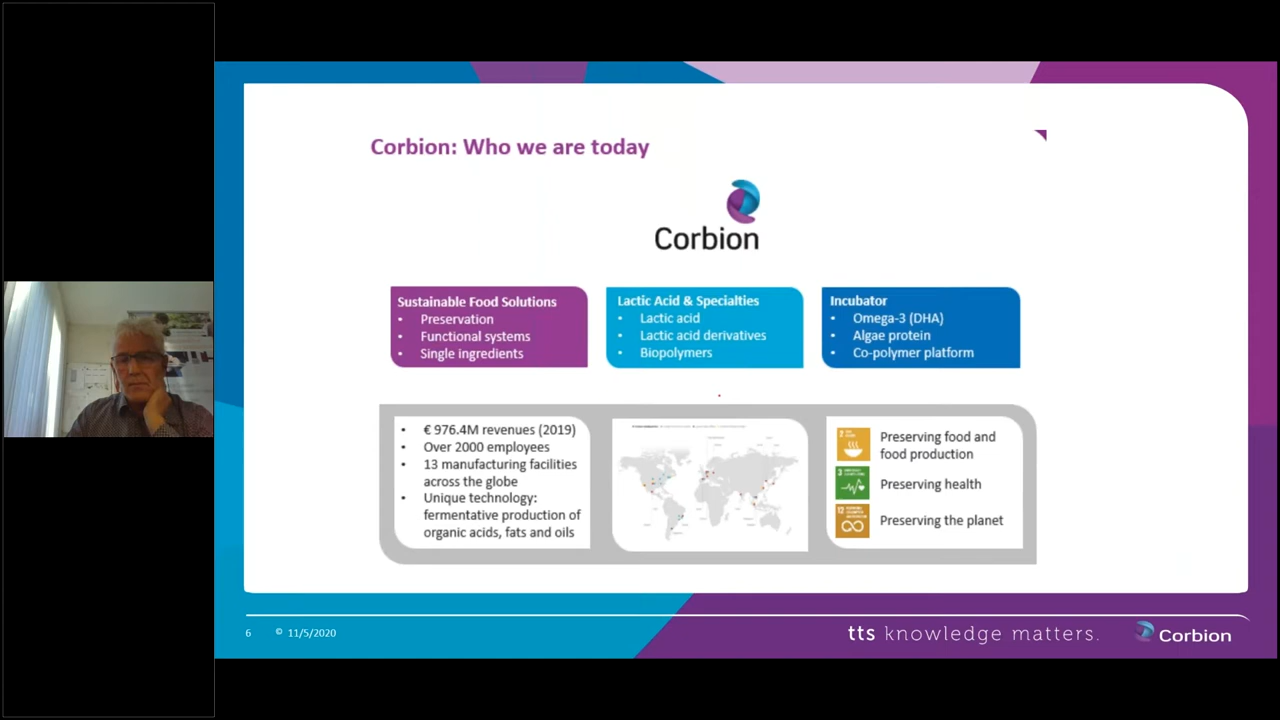 Corbion: Who we are today
Corbion
Sustainable Food Solutions
• Preservation
• Functional systems
• Single ingredients
Lactic Acid & Specialties
• Lactic acid
• Lactic acid derivatives
• Biopolymers
Incubator
• Omega-3 (DHA)
• Algae protein
• Co-polymer platform
• € 976.4M revenues (2019)
• Over 2000 employees
• 13 manufacturing facilities
across the globe
• Unique technology:
fermentative production of
organic acids, fats and oils
Preserving food and
food production
Preserving health
Preserving the planet
6 © 11/5/2020
tts knowledge matters.
Corbion